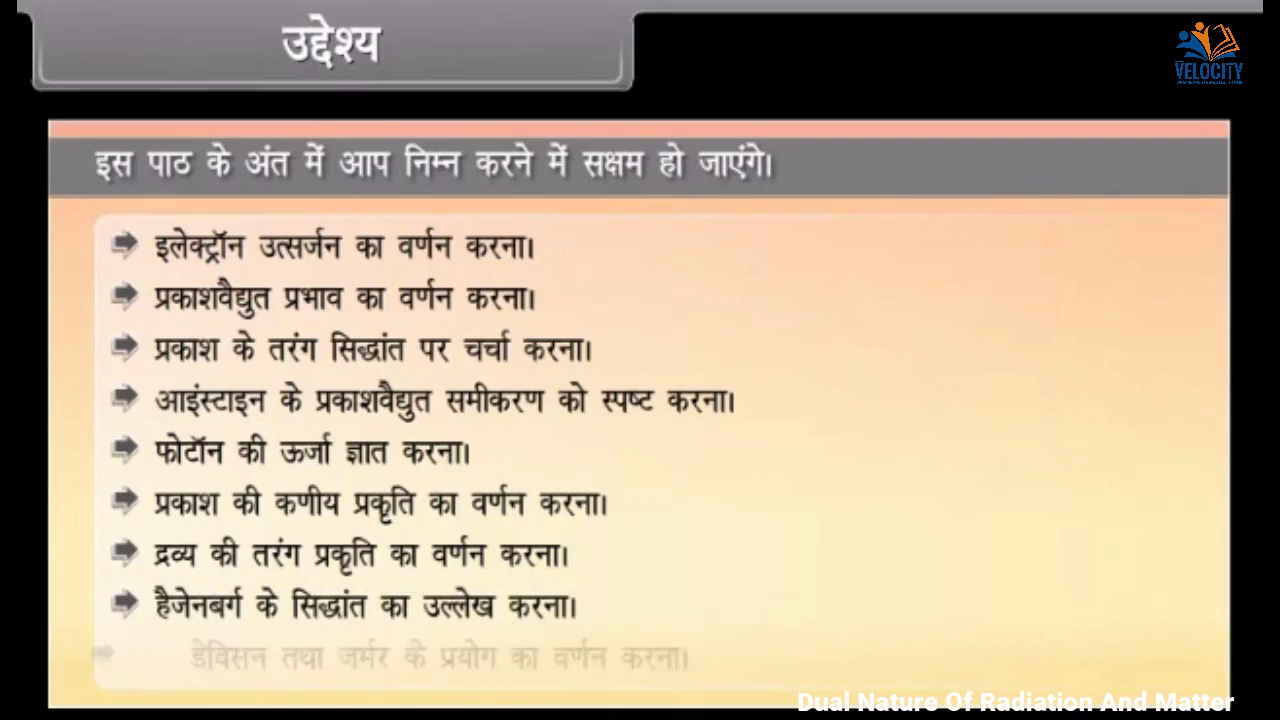 उद्देश्य
VELOCITY
इस पाठ के अंत में आप निम्न करने में सक्षम हो जाएंगे।
इलेक्ट्रॉन उत्सर्जन का वर्णन करना।
प्रकाशवैद्युत प्रभाव का वर्णन करना।
प्रकाश के तरंग सिद्धांत पर चर्चा करना।
आइंस्टाइन के प्रकाशवैद्युत समीकरण को स्पष्ट करना।
फोटॉन की ऊर्जा ज्ञात करना।
प्रकाश की कणीय प्रकृति का वर्णन करना।
द्रव्य की तरंग प्रकृति का वर्णन करना।
हैजेनबर्ग के सिद्धांत का उल्लेख करना।
डेविसन तथा जर्मर के प्रयोग का वर्णन करना।
Dual Nature Of Radiation And Matter